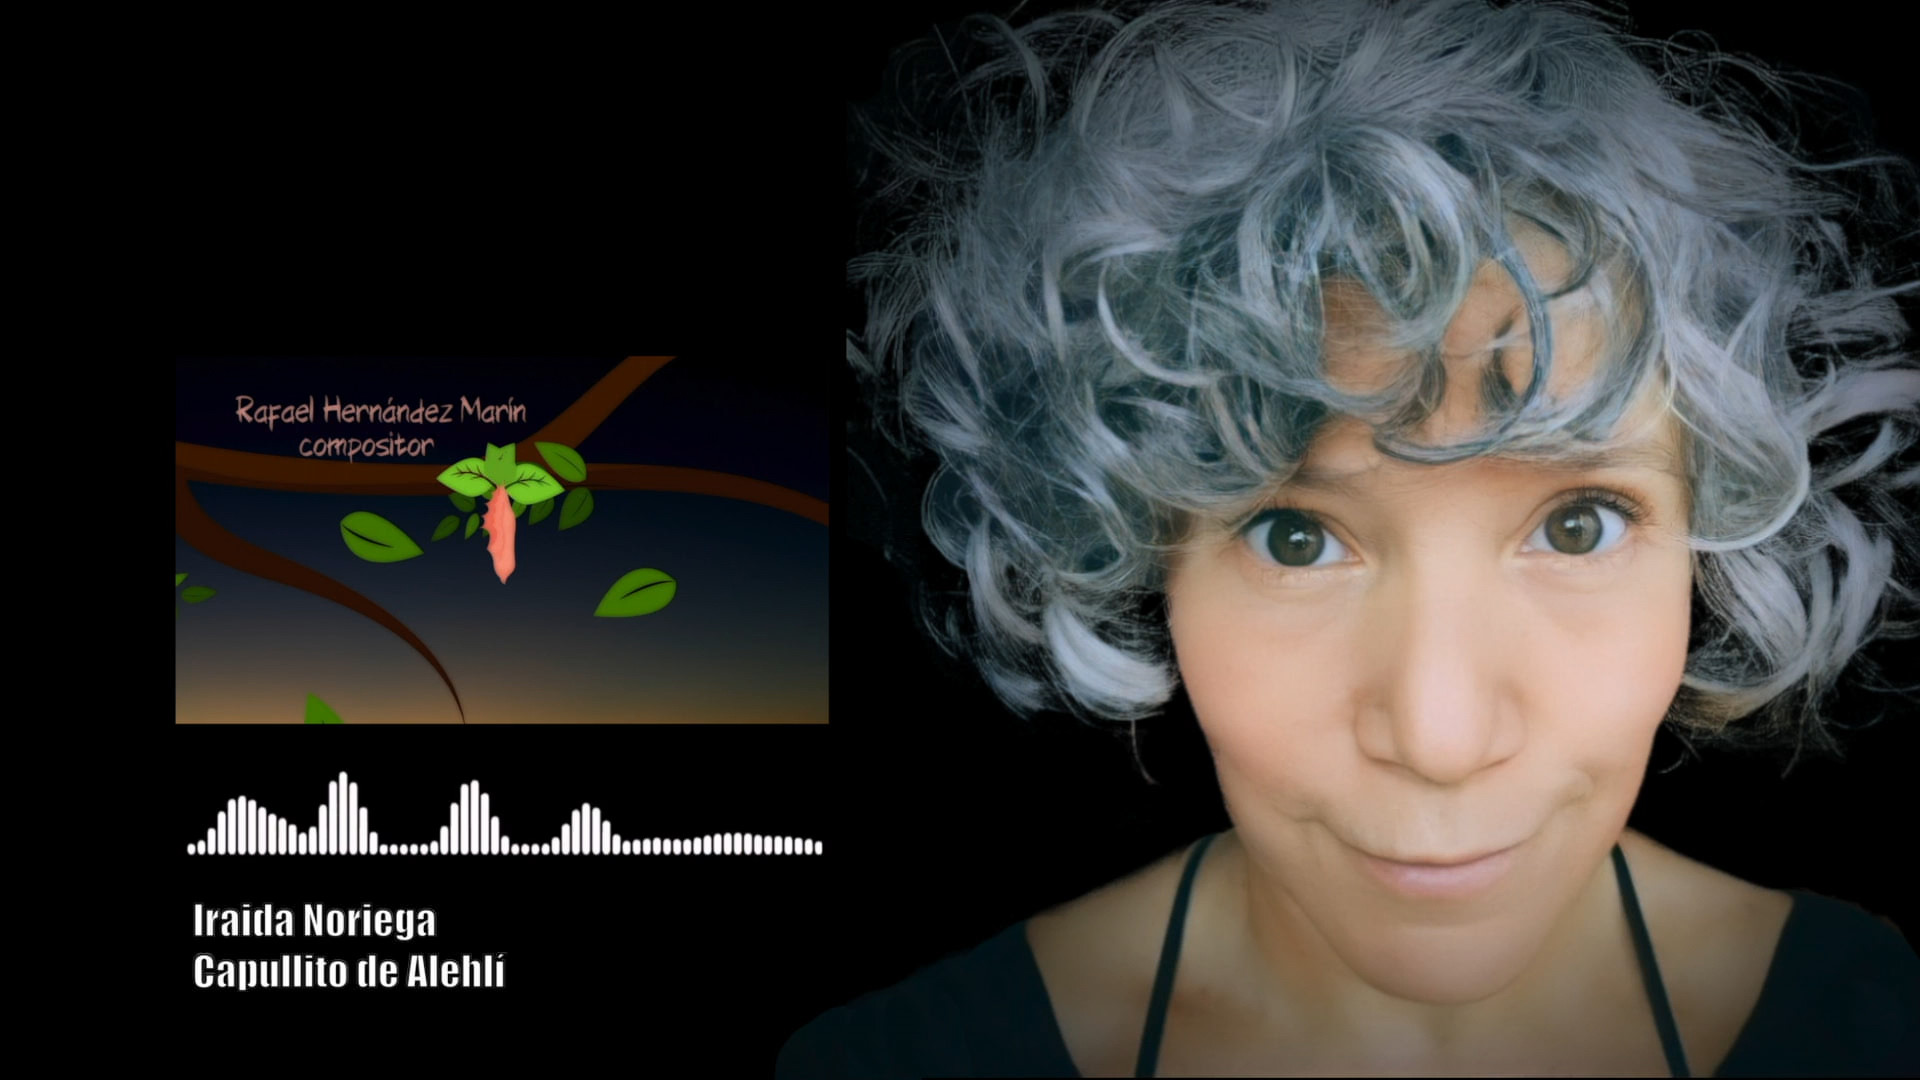 Rafael Hernández Marín
compositor
Iraida Noriega
Capullito de Alehlí